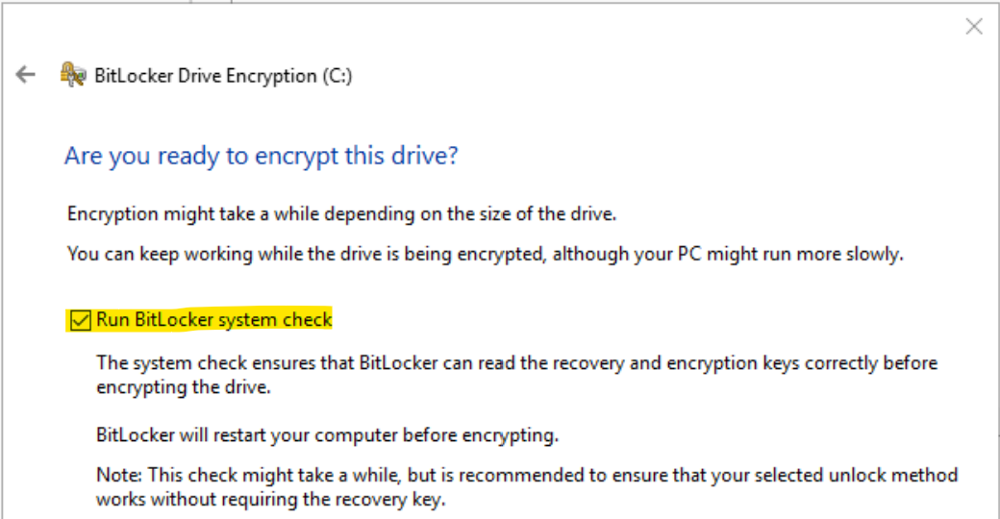 BitLocker Drive Encryption (C:)
Are you ready to encrypt this drive?
Encryption might take a while depending on the size of the drive.
You can keep working while the drive is being encrypted, although your PC might run more slowly.
Run BitLocker system check
The system check ensures that BitLocker can read the recovery and encryption keys correctly before
encrypting the drive.
BitLocker will restart your computer before encrypting.
Note: This check might take a while, but is recommended to ensure that your selected unlock method
works without requiring the recovery key.